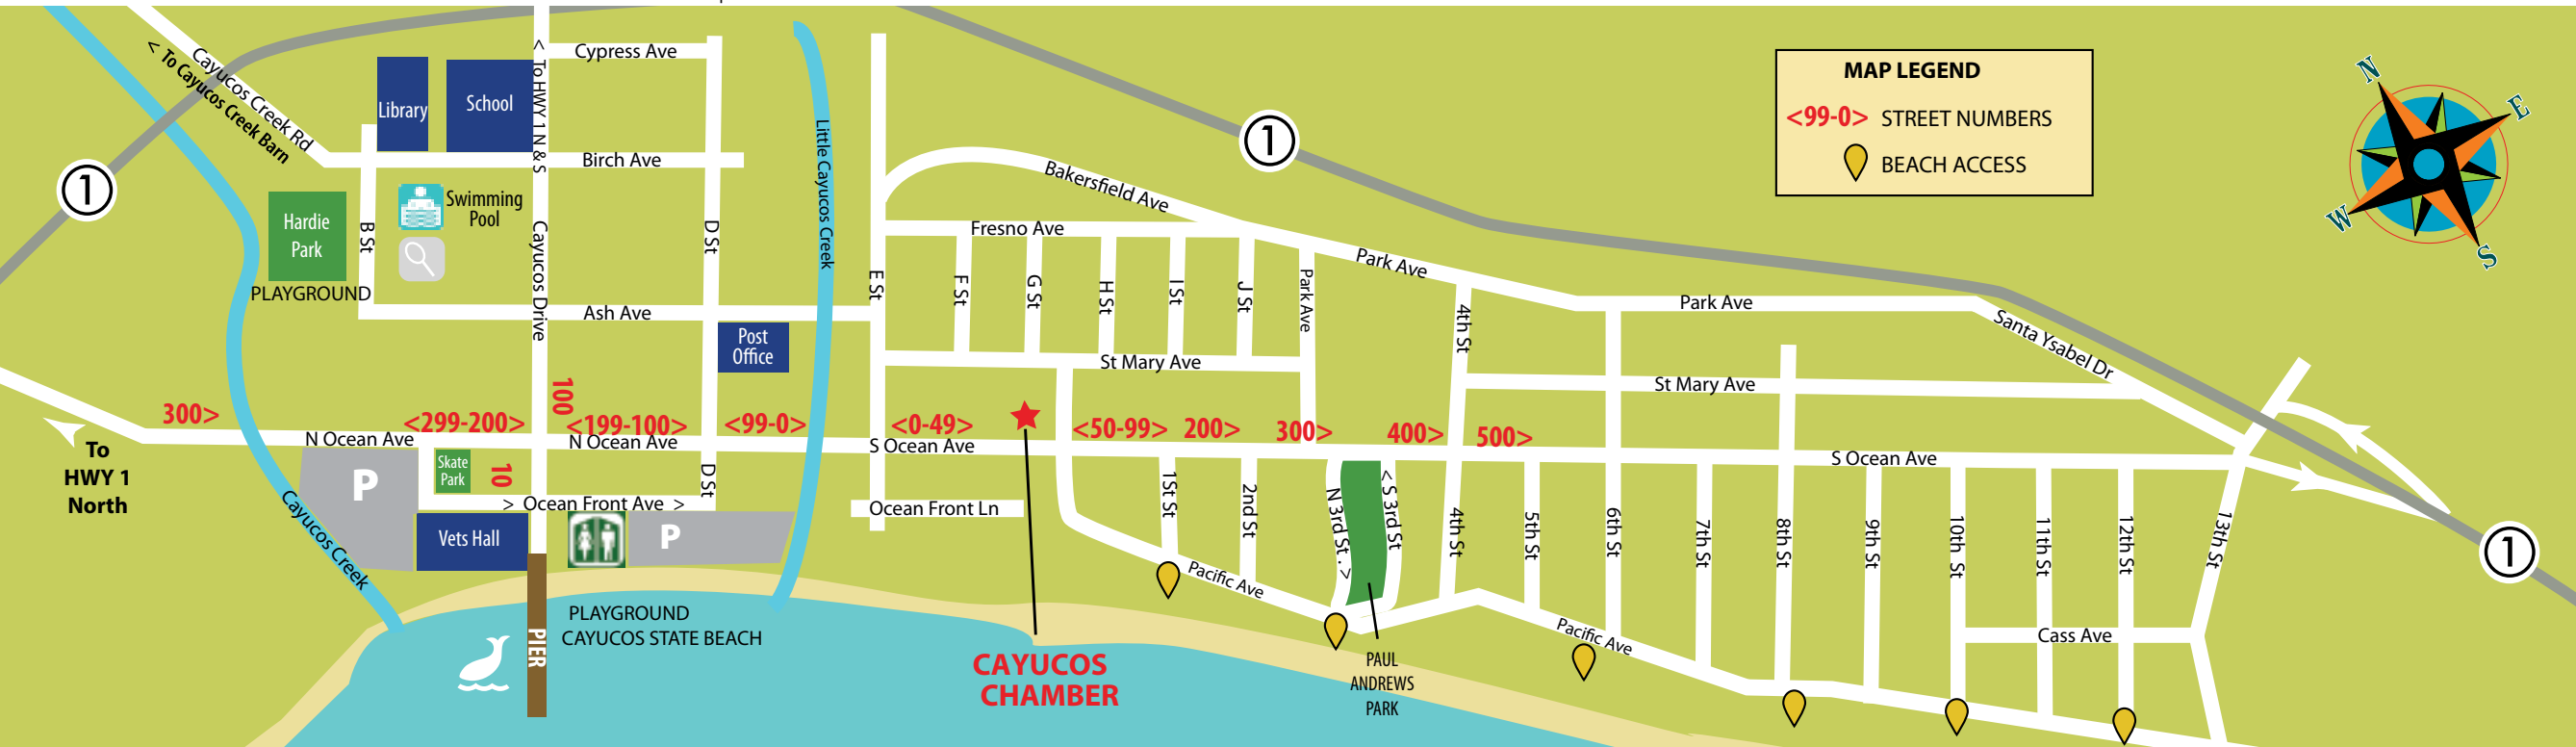 Cayucos Creek Rd
< To Cayucos Creek Barn
Library
School
< To HWY 1 N & S
Cypress Ave
Birch Ave
Little Cayucos Creek
1
1
1
MAP LEGEND
<99-0> STREET NUMBERS
BEACH ACCESS
N
E
W
S
Hardie
Park
PLAYGROUND
B St
Swimming
Pool
Cayucos Drive
D St
Ash Ave
Post
Office
E St
Bakersfield Ave
Fresno Ave
F St
G St
H St
I St
J St
Park Ave
Park Ave
Park Ave
4th St
St Mary Ave
St Mary Ave
Santa Ysabel Dr
300>
<299-200>
100
<199-100>
<99-0>
<0-49>
<50-99>
200>
300>
400>
500>
To
HWY 1
North
N Ocean Ave
N Ocean Ave
S Ocean Ave
S Ocean Ave
P
Skate
Park
10
> Ocean Front Ave >
D St
Ocean Front Ln
Cayucos Creek
Vets Hall
P
PIER
PLAYGROUND
CAYUCOS STATE BEACH
CAYUCOS
CHAMBER
1St St
2nd St
N 3rd St. >
< S 3rd St
4th St
5th St
6th St
7th St
8th St
9th St
10th St
11th St
12th St
13th St
Pacific Ave
Pacific Ave
Cass Ave
PAUL
ANDREWS
PARK